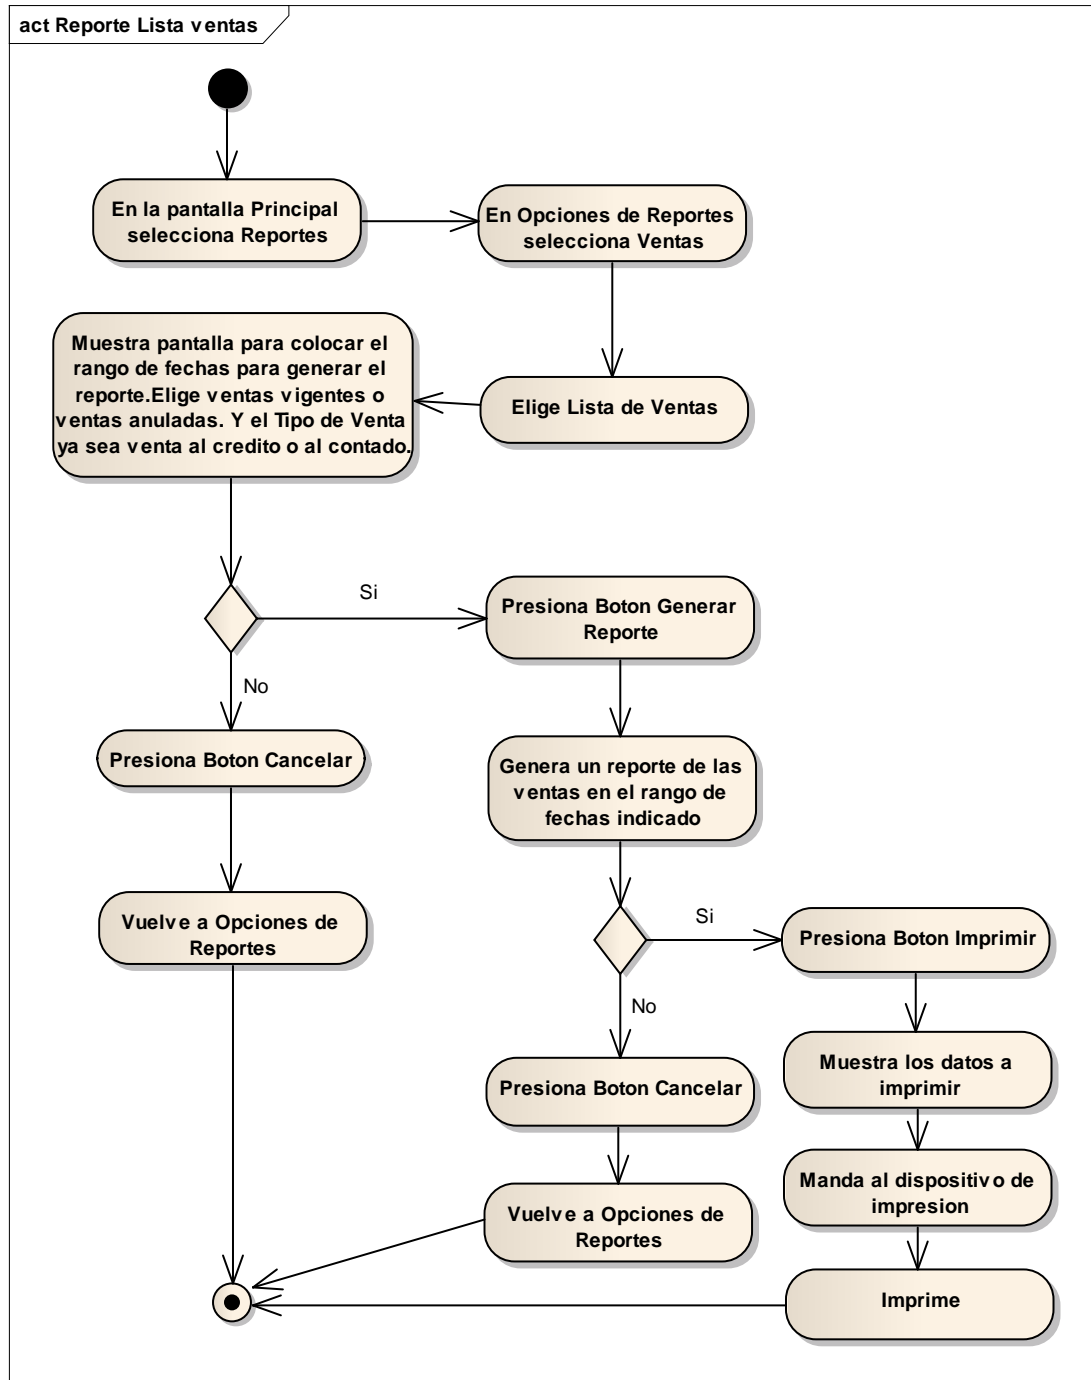 act Reporte Lista ventas
En la pantalla Principal
selecciona Reportes
En Opciones de Reportes
selecciona Ventas
Muestra pantalla para colocar el
rango de fechas para generar el
reporte.Elige ventas vigentes o
ventas anuladas. Y el Tipo de Venta
ya sea venta al credito o al contado.
Elige Lista de Ventas
Si
Presiona Boton Generar
Reporte
No
Presiona Boton Cancelar
Genera un reporte de las
ventas en el rango de
fechas indicado
Vuelve a Opciones de
Reportes
Si
Presiona Boton Imprimir
No
Presiona Boton Cancelar
Muestra los datos a
imprimir
Manda al dispositivo de
impresion
Vuelve a Opciones de
Reportes
Imprime